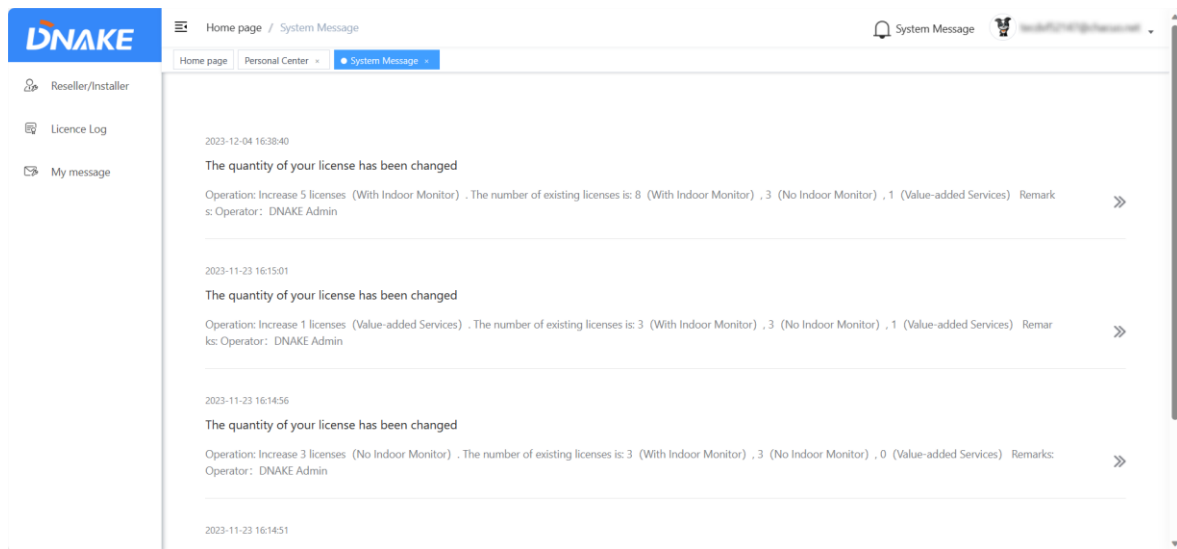 DNAKE
Home page / System Message
System Message
Home page
Personal Center ×
System Message ×
Reseller/Installer
Licence Log
My message
2023-12-04 16:38:40
The quantity of your license has been changed
Operation: Increase 5 licenses (With Indoor Monitor) . The number of existing licenses is: 8 (With Indoor Monitor) , 3 (No Indoor Monitor) , 1 (Value-added Services) Remark
s: Operator: DNAKE Admin
2023-11-23 16:15:01
The quantity of your license has been changed
Operation: Increase 1 licenses (Value-added Services) . The number of existing licenses is: 3 (With Indoor Monitor) , 3 (No Indoor Monitor) , 1 (Value-added Services) Remar
ks: Operator: DNAKE Admin
2023-11-23 16:14:56
The quantity of your license has been changed
Operation: Increase 3 licenses (No Indoor Monitor) . The number of existing licenses is: 3 (With Indoor Monitor) , 3 (No Indoor Monitor) , 0 (Value-added Services) Remarks:
Operator: DNAKE Admin
2023-11-23 16:14:51